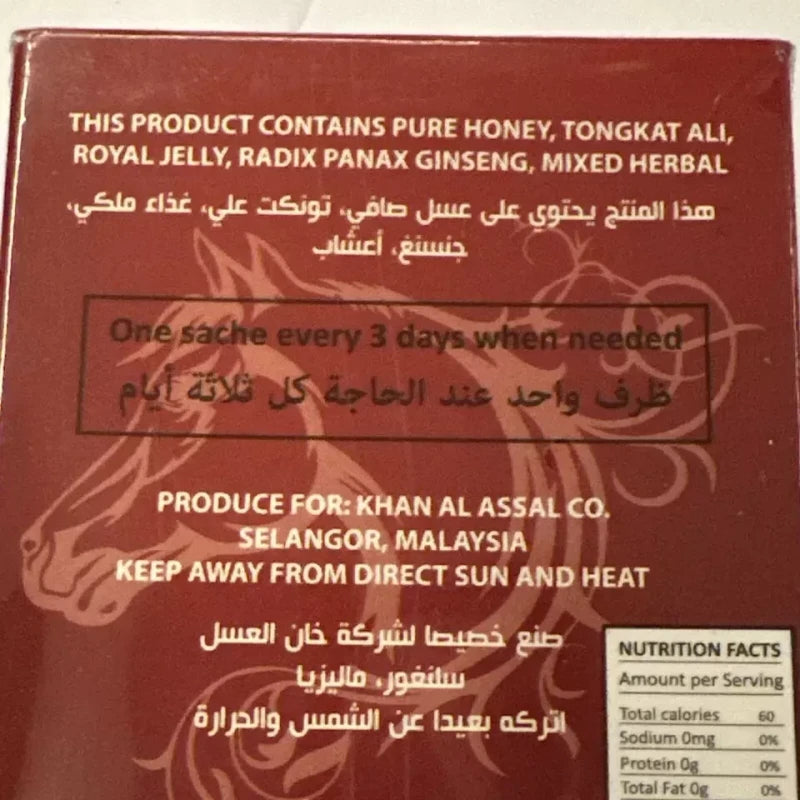 THIS PRODUCT CONTAINS PURE HONEY, TONGKAT ALI,
ROYAL JELLY, RADIX PANAX GINSENG, MIXED HERBAL
هذا المنتج يحتوي على عسل صافي، تونكت علي، غذاء ملكي،
جنسنغ، أعشاب
One sache every 3 days when needed
ظرف واحد عند الحاجة كل ثلاثة أيام
PRODUCE FOR: KHAN AL ASSAL CO.
SELANGOR, MALAYSIA
KEEP AWAY FROM DIRECT SUN AND HEAT
صنع خصيصا لشركة خان العسل
سلنغور، ماليزيا
اتركه بعيدا عن الشمس والحرارة
NUTRITION FACTS
Amount per Serving
Total calories 60
Sodium 0mg 0%
Protein 0g 0%
Total Fat 0g 0%